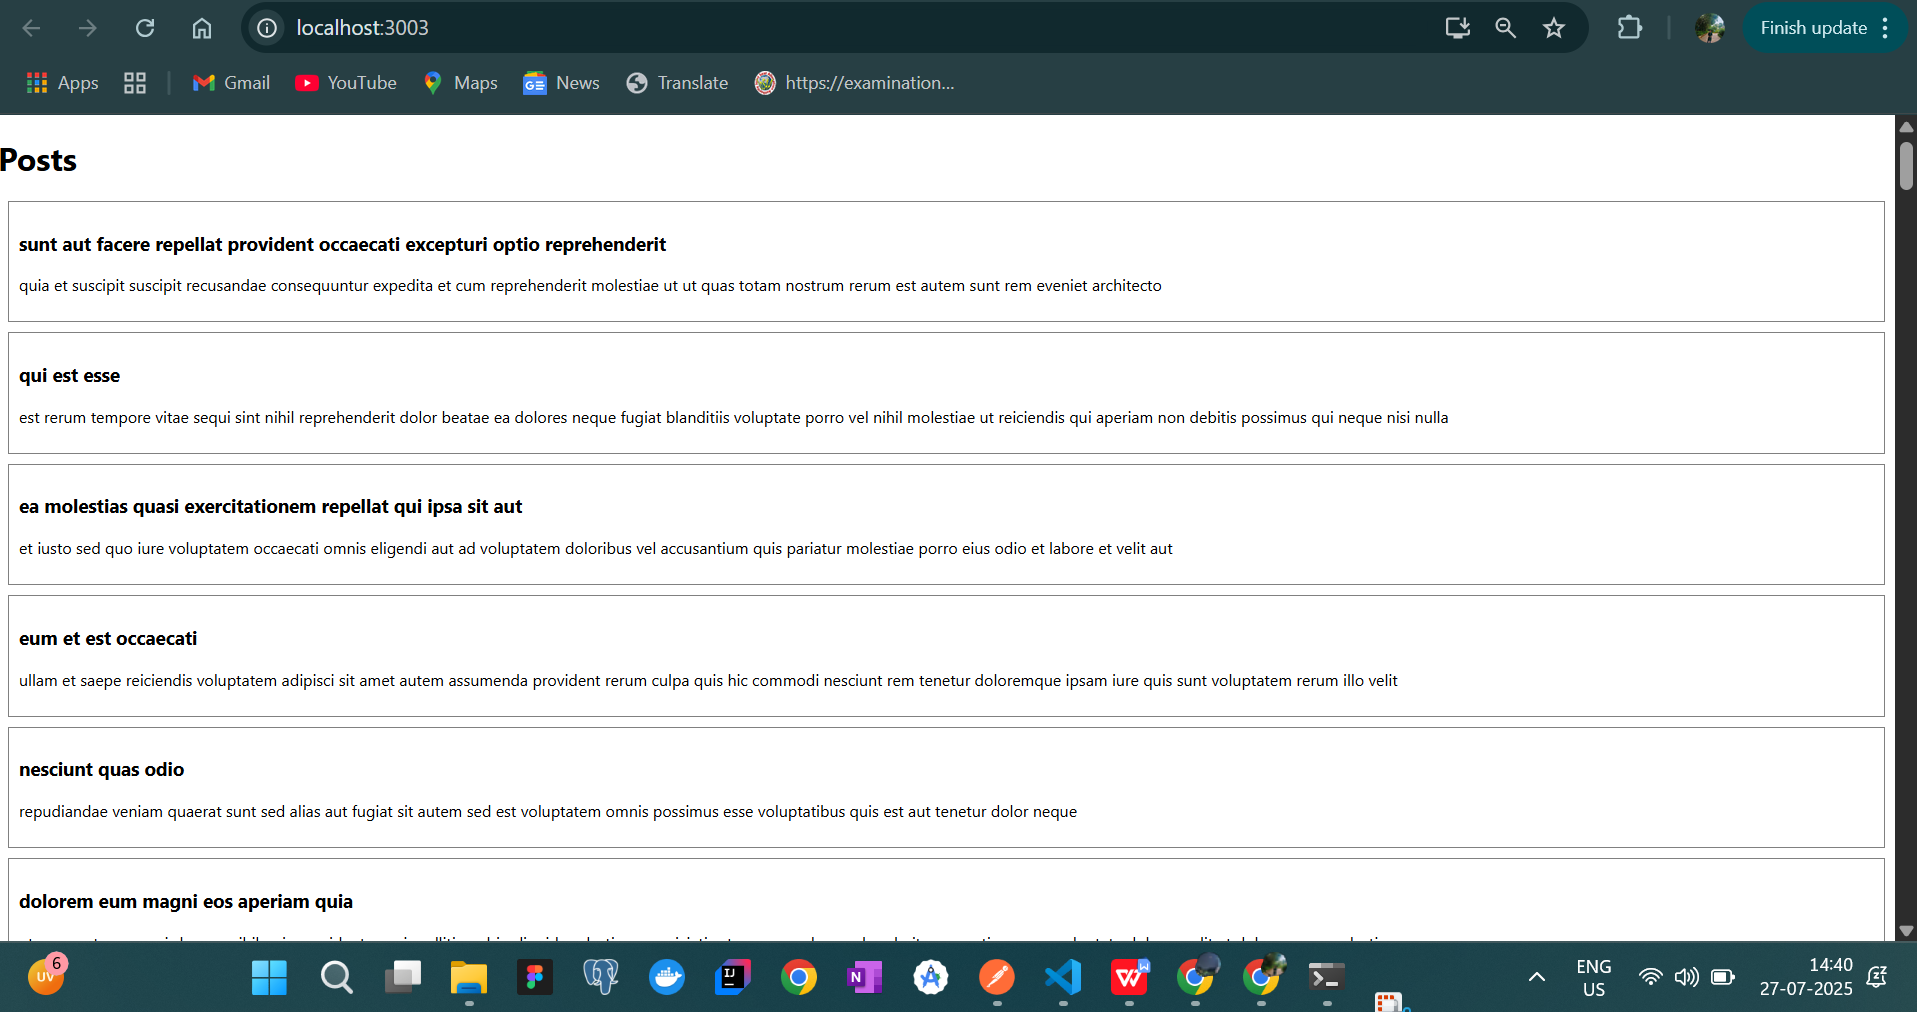 localhost:3003
Finish update
Apps
Gmail
YouTube
Maps
News
Translate
https://examination...
Posts
sunt aut facere repellat provident occaecati excepturi optio reprehenderit
quia et suscipit suscipit recusandae consequuntur expedita et cum reprehenderit molestiae ut ut quas totam nostrum rerum est autem sunt rem eveniet architecto
qui est esse
est rerum tempore vitae sequi sint nihil reprehenderit dolor beatae ea dolores neque fugiat blanditiis voluptate porro vel nihil molestiae ut reiciendis qui aperiam non debitis possimus qui neque nisi nulla
ea molestias quasi exercitationem repellat qui ipsa sit aut
et iusto sed quo iure voluptatem occaecati omnis eligendi aut ad voluptatem doloribus vel accusantium quis pariatur molestiae porro eius odio et labore et velit aut
eum et est occaecati
ullam et saepe reiciendis voluptatem adipisci sit amet autem assumenda provident rerum culpa quis hic commodi nesciunt rem tenetur doloremque ipsam iure quis sunt voluptatem rerum illo velit
nesciunt quas odio
repudiandae veniam quaerat sunt sed alias aut fugiat sit autem sed est voluptatem omnis possimus esse voluptatibus quis est aut tenetur dolor neque
dolorem eum magni eos aperiam quia
UV
6
IJ
N
W
W
ENG
US
14:40
27-07-2025